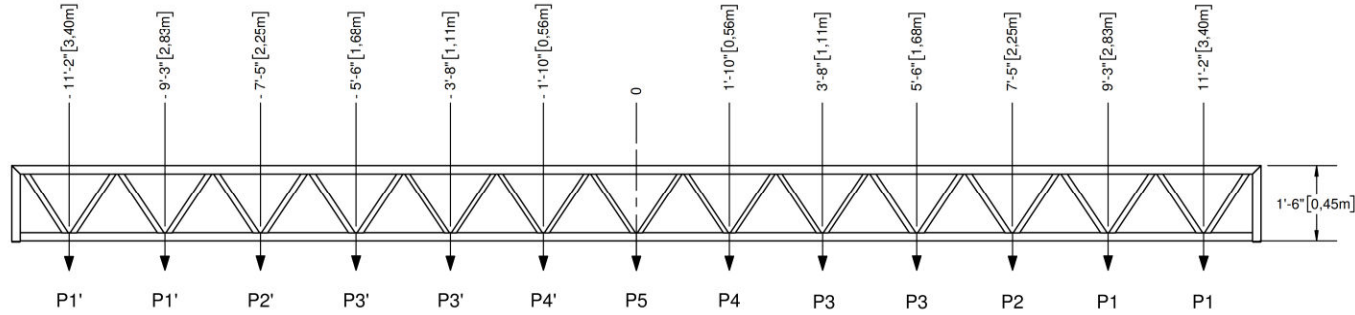 - 11'-2" [3,40m]
- 9'-3" [2,83m]
- 7'-5" [2,25m]
- 5'-6" [1,68m]
- 3'-8" [1,11m]
- 1'-10" [0,56m]
0
1'-10" [0,56m]
3'-8" [1,11m]
5'-6" [1,68m]
7'-5" [2,25m]
9'-3" [2,83m]
11'-2" [3,40m]
1'-6" [0,45m]
P1' P1' P2' P3' P3' P4' P5 P4 P3 P3 P2 P1 P1